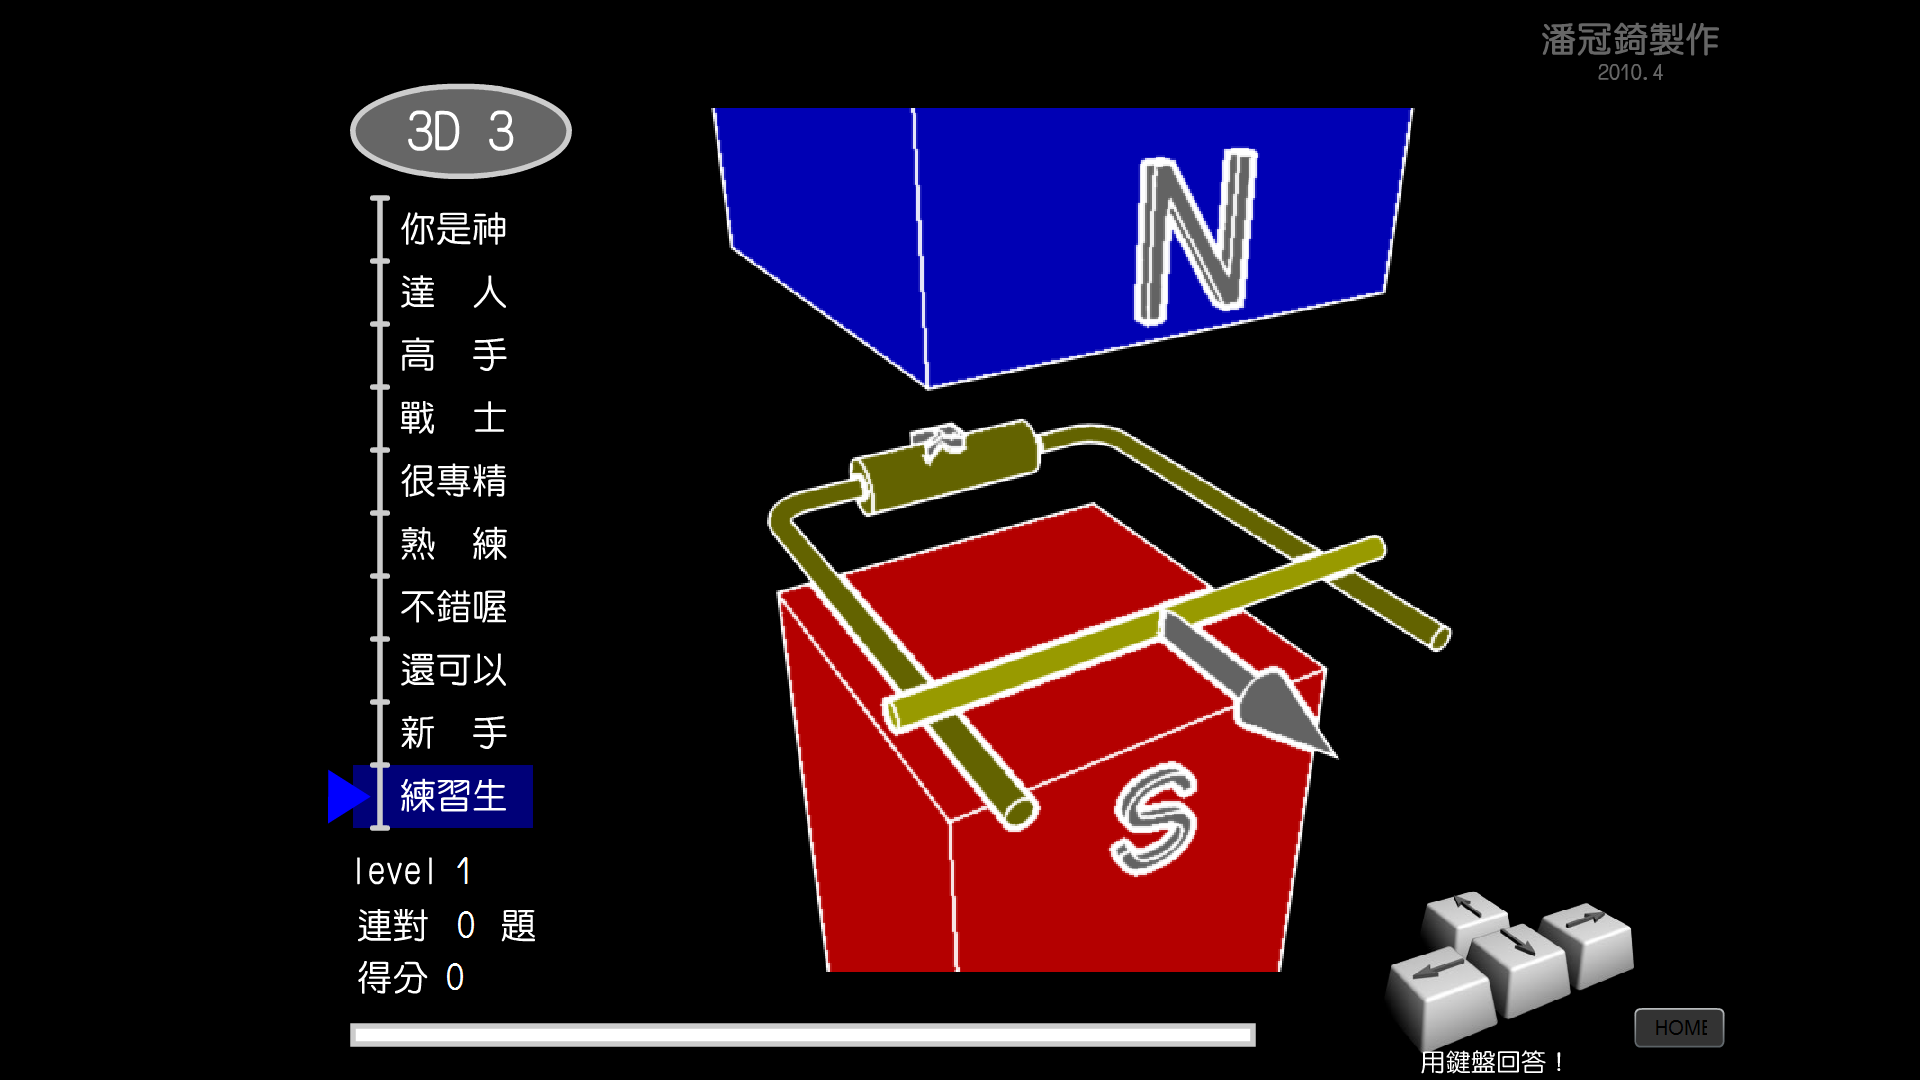 潘冠錡製作
2010.4
3D 3
你是神
達 人
高 手
戰 士
很專精
熟 練
不錯喔
還可以
新 手
練習生
level 1
連對 0 題
得分 0
N
S
用鍵盤回答！
HOME